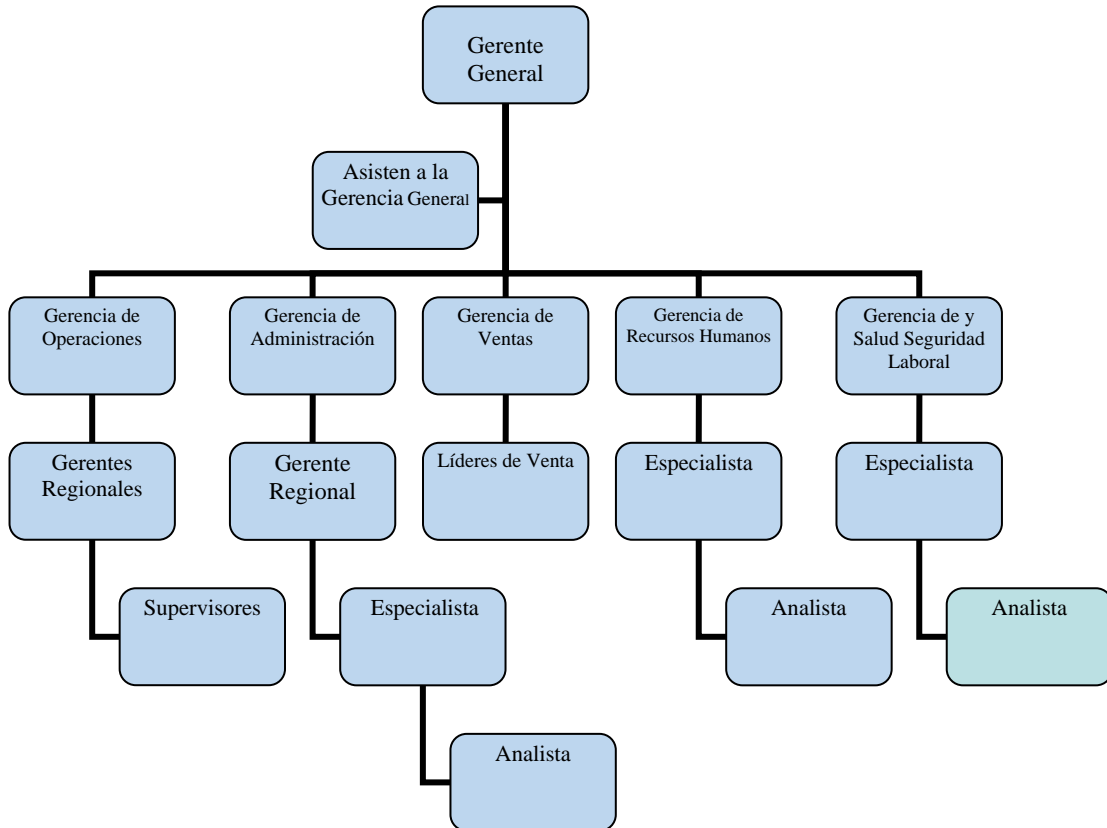 Gerente
General
Asisten a la
Gerencia General
Gerencia de
Operaciones
Gerencia de
Administración
Gerencia de
Ventas
Gerencia de
Recursos Humanos
Gerencia de y
Salud Seguridad
Laboral
Gerentes
Regionales
Gerente
Regional
Líderes de Venta
Especialista
Especialista
Supervisores
Especialista
Analista
Analista
Analista